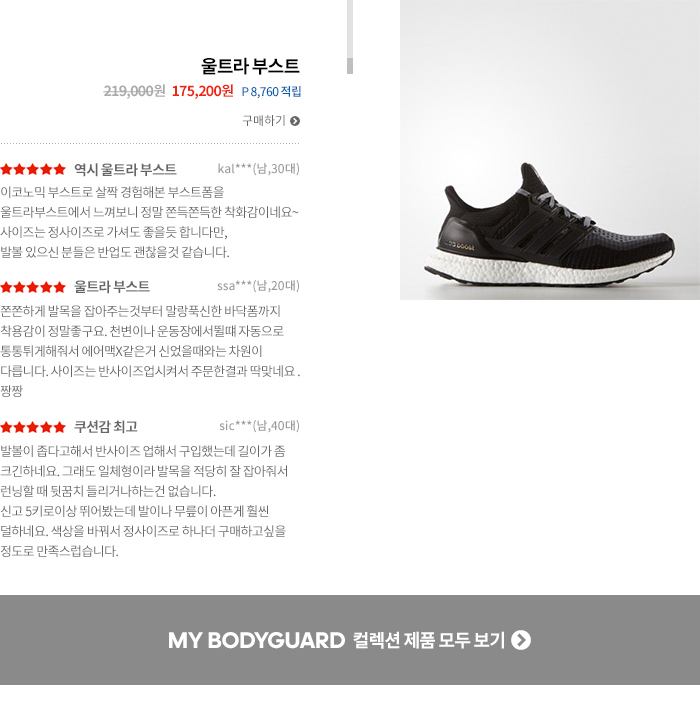 울트라 부스트
219,000원 175,200원 P 8,760 적립
구매하기
역시 울트라 부스트 kal***(남,30대)
이코노믹 부스트로 살짝 경험해본 부스트폼을
울트라부스트에서 느껴보니 정말 쫀득쫀득한 착화감이네요~
사이즈는 정사이즈로 가셔도 좋을듯 합니다만,
발볼 있으신 분들은 반업도 괜찮을것 같습니다.
울트라 부스트 ssa***(남,20대)
쫀쫀하게 발목을 잡아주는것부터 말랑푹신한 바닥폼까지
착용감이 정말좋구요. 천변이나 운동장에서뛸떄 자동으로
통통튀게해줘서 에어맥X같은거 신었을때와는 차원이
다릅니다. 사이즈는 반사이즈업시켜서 주문한결과 딱맞네요 .
짱짱
쿠션감 최고 sic***(남,40대)
발볼이 좁다고해서 반사이즈 업해서 구입했는데 길이가 좀
크긴하네요. 그래도 일체형이라 발목을 적당히 잘 잡아줘서
런닝할 때 뒷꿈치 들리거나하는건 없습니다.
신고 5키로이상 뛰어봤는데 발이나 무릎이 아픈게 훨씬
덜하네요. 색상을 바꿔서 정사이즈로 하나더 구매하고싶을
정도로 만족스럽습니다.
MY BODYGUARD 컬렉션 제품 모두 보기